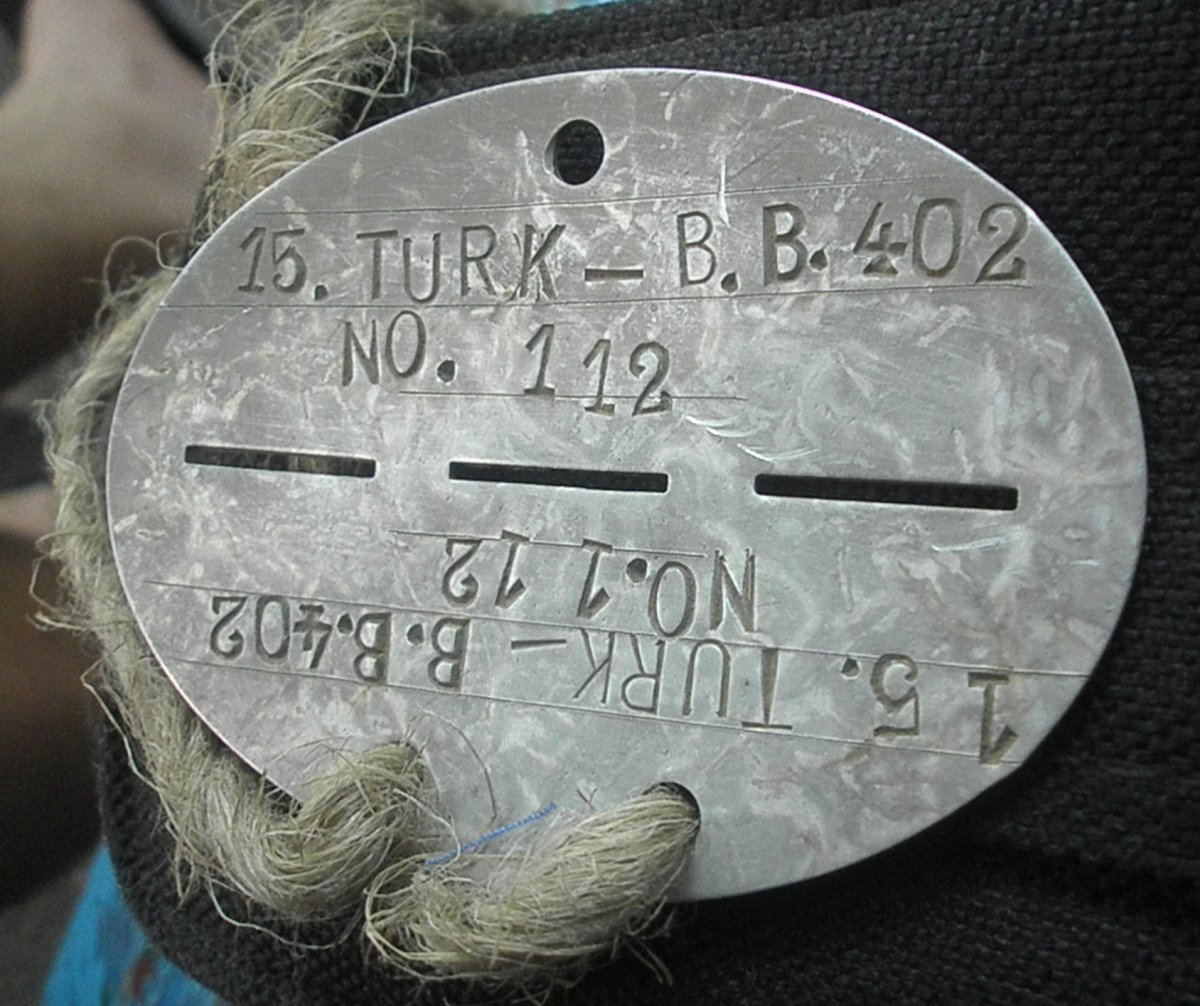 15. TURK - B. B. 402
NO. 112
15. TURK - B. B. 402
NO. 112